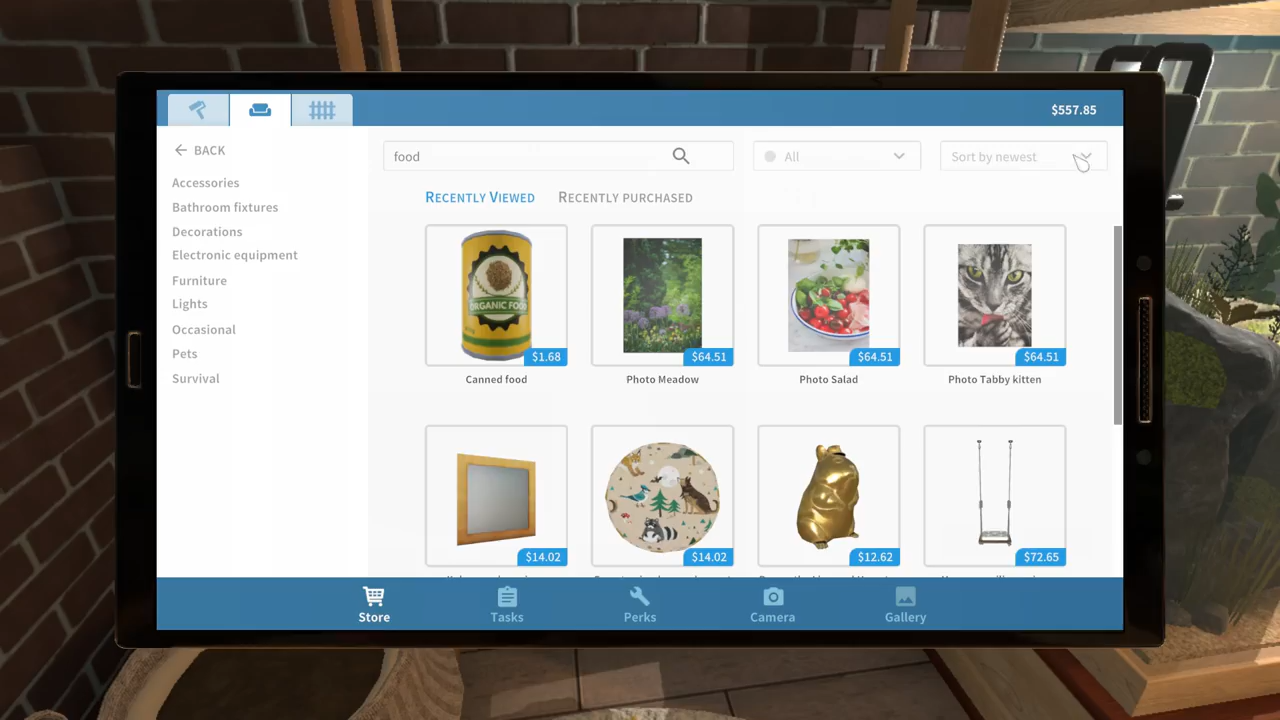 $557.85
BACK
food
All
Sort by newest
Accessories
Bathroom fixtures
Decorations
Electronic equipment
Furniture
Lights
Occasional
Pets
Survival
RECENTLY VIEWED
RECENTLY PURCHASED
ORGANIC FOOD
$1.68
$64.51
$64.51
$64.51
Canned food
Photo Meadow
Photo Salad
Photo Tabby kitten
$14.02
$14.02
$12.62
$72.65
Store
Tasks
Perks
Camera
Gallery